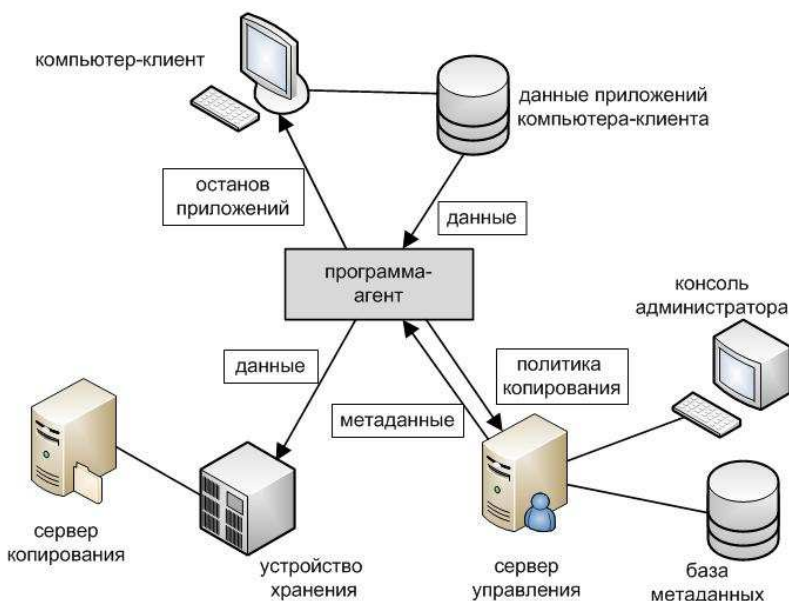 компьютер-клиент
данные приложений
компьютера-клиента
останов
приложений
данные
программа-
агент
консоль
администратора
данные
политика
копирования
метаданные
сервер
копирования
устройство
хранения
сервер
управления
база
метаданных